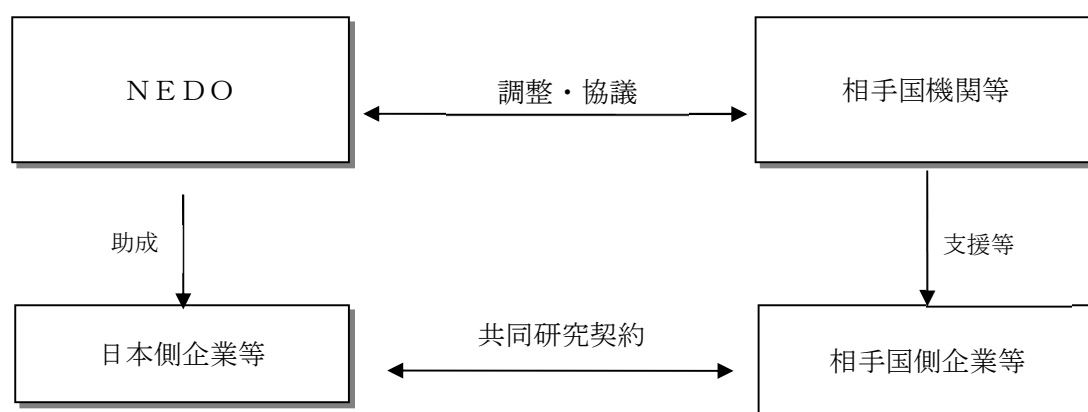 ＮＥＤＯ
調整・協議
相手国機関等
助成
支援等
日本側企業等
共同研究契約
相手国側企業等